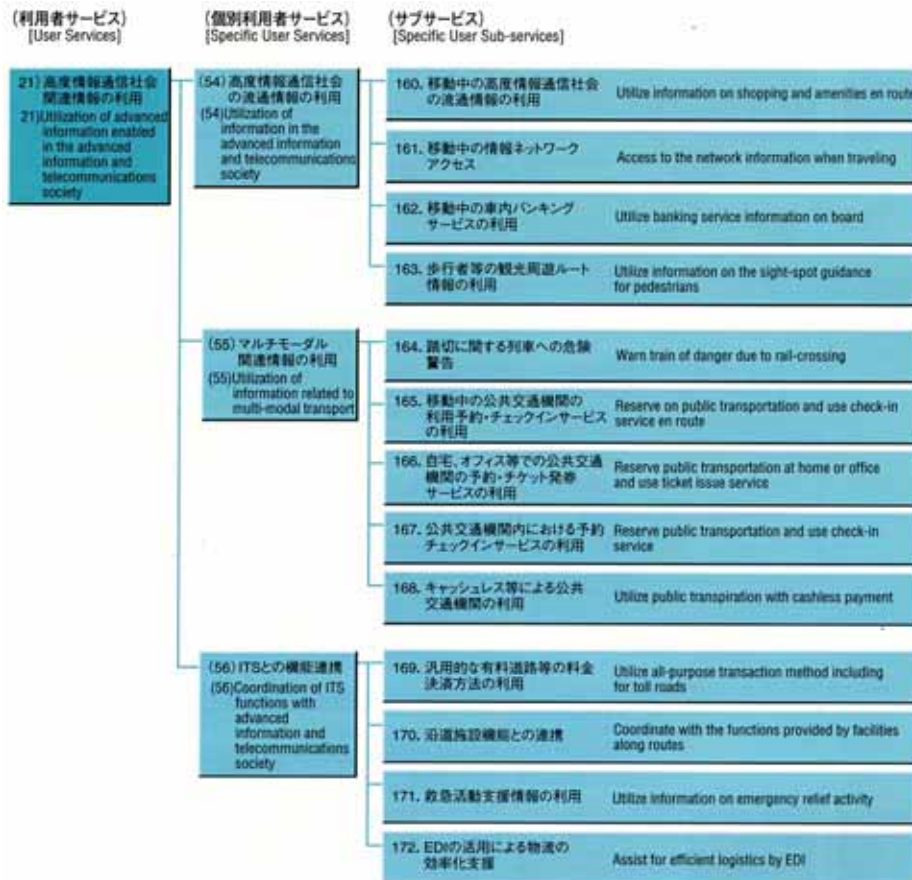 (利用者サービス)
[User Services]
(個別利用者サービス)
[Specific User Services]
(サブサービス)
[Specific User Sub-services]
21) 高度情報通信社会
関連情報の利用
21)Utilization of advanced
information enabled
in the advanced
information and
telecommunications
society
(54) 高度情報通信社会
の流通情報の利用
(54)Utilization of
information in the
advanced information
and telecommunications
society
160. 移動中の高度情報通信社会
の流通情報の利用
Utilize information on shopping and amenities en route
161. 移動中の情報ネットワーク
アクセス
Access to the network information when traveling
162. 移動中の車内バンキング
サービスの利用
Utilize banking service information on board
163. 歩行者等の観光周遊ルート
情報の利用
Utilize information on the sight-spot guidance
for pedestrians
(55) マルチモーダル
関連情報の利用
(55)Utilization of
information related to
multi-modal transport
164. 踏切に関する列車への危険
警告
Warn train of danger due to rail-crossing
165. 移動中の公共交通機関の
利用予約・チェックインサービス
の利用
Reserve on public transportation and use check-in
service en route
166. 自宅、オフィス等での公共交通
機関の予約・チケット発券
サービスの利用
Reserve public transportation at home or office
and use ticket issue service
167. 公共交通機関内における予約
チェックインサービスの利用
Reserve public transportation and use check-in
service
168. キャッシュレス等による公共
交通機関の利用
Utilize public transpiration with cashless payment
(56) ITSとの機能連携
(56)Coordination of ITS
functions with
advanced
information and
telecommunications
society
169. 汎用的な有料道路等の料金
決済方法の利用
Utilize all-purpose transaction method including
for toll roads
170. 沿道施設機能との連携
Coordinate with the functions provided by facilities
along routes
171. 救急活動支援情報の利用
Utilize information on emergency relief activity
172. EDIの活用による物流の
効率化支援
Assist for efficient logistics by EDI